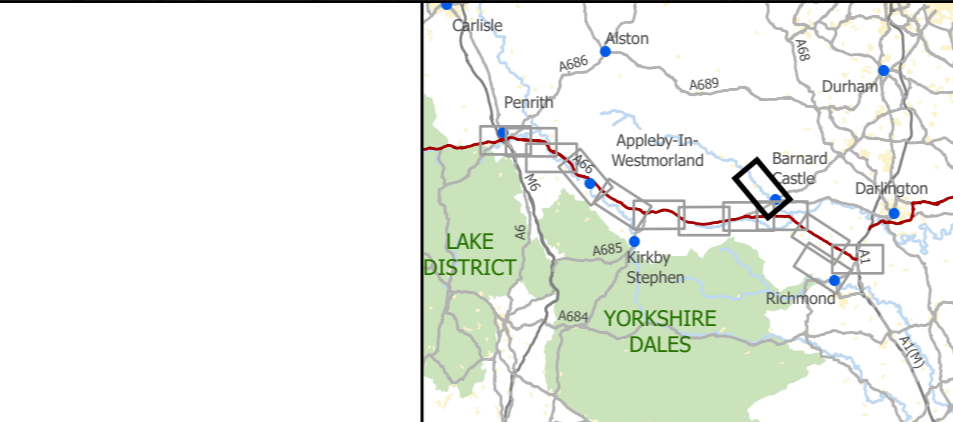 Carlisle
Alston
A68
A686
A689
Durham
Penrith
Appleby-In-
Westmorland
A66
Barnard
Castle
Darlington
M6
A6
LAKE
DISTRICT
A685
Kirkby
Stephen
A1
Richmond
A684
YORKSHIRE
DALES
A1(M)